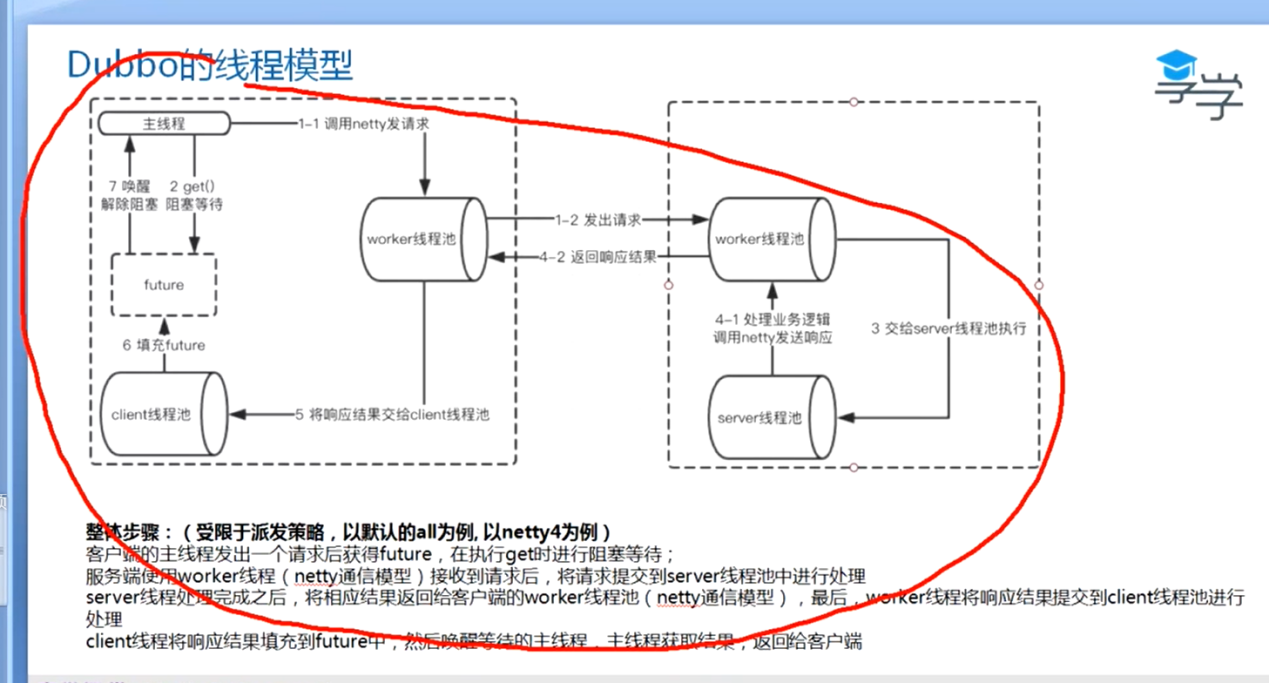 Dubbo的线程模型
学学
主线程
1-1 调用netty发请求
7 唤醒
解除阻塞
2 get()
阻塞等待
worker线程池
1-2 发出请求
4-2 返回响应结果
worker线程池
future
4-1 处理业务逻辑
调用netty发送响应
3 交给server线程池执行
6 填充future
client线程池
5 将响应结果交给client线程池
server线程池
整体步骤：（受限于派发策略，以默认的all为例, 以netty4为例）
客户端的主线程发出一个请求后获得future，在执行get时进行阻塞等待；
服务端使用worker线程（netty通信模型）接收到请求后，将请求提交到server线程池中进行处理
server线程处理完成之后，将相应结果返回给客户端的worker线程池（netty通信模型），最后，worker线程将响应结果提交到client线程池进行
处理
client线程将响应结果填充到future中，然后唤醒等待的主线程，主线程获取结果，返回给客户端